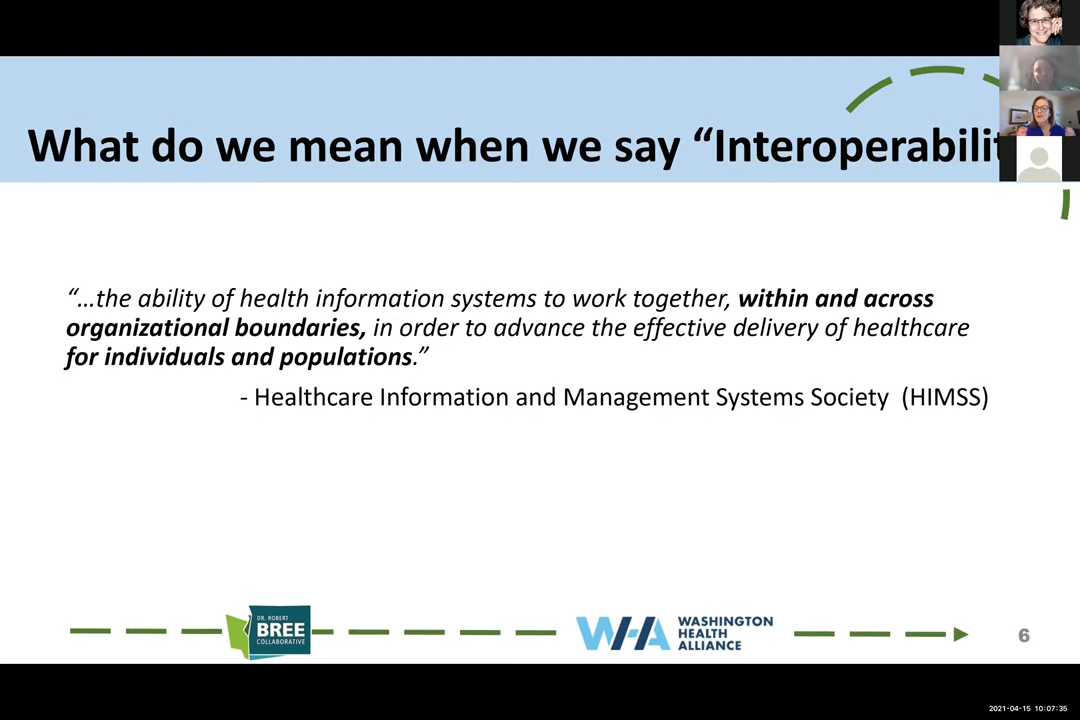 What do we mean when we say “Interoperabilit
“…the ability of health information systems to work together, within and across
organizational boundaries, in order to advance the effective delivery of healthcare
for individuals and populations.”
- Healthcare Information and Management Systems Society (HIMSS)
DR. ROBERT
BREE
COLLABORATIVE
WHA
WASHINGTON
HEALTH
ALLIANCE
6
2021-04-15 10:07:35